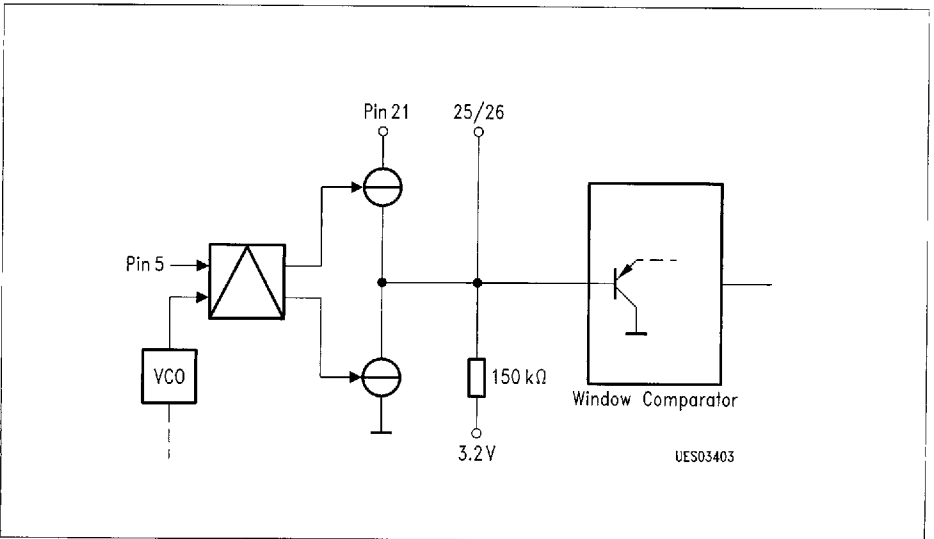 Pin 21
25/26
Pin 5
VCO
150 kΩ
3.2 V
Window Comparator
UES03403